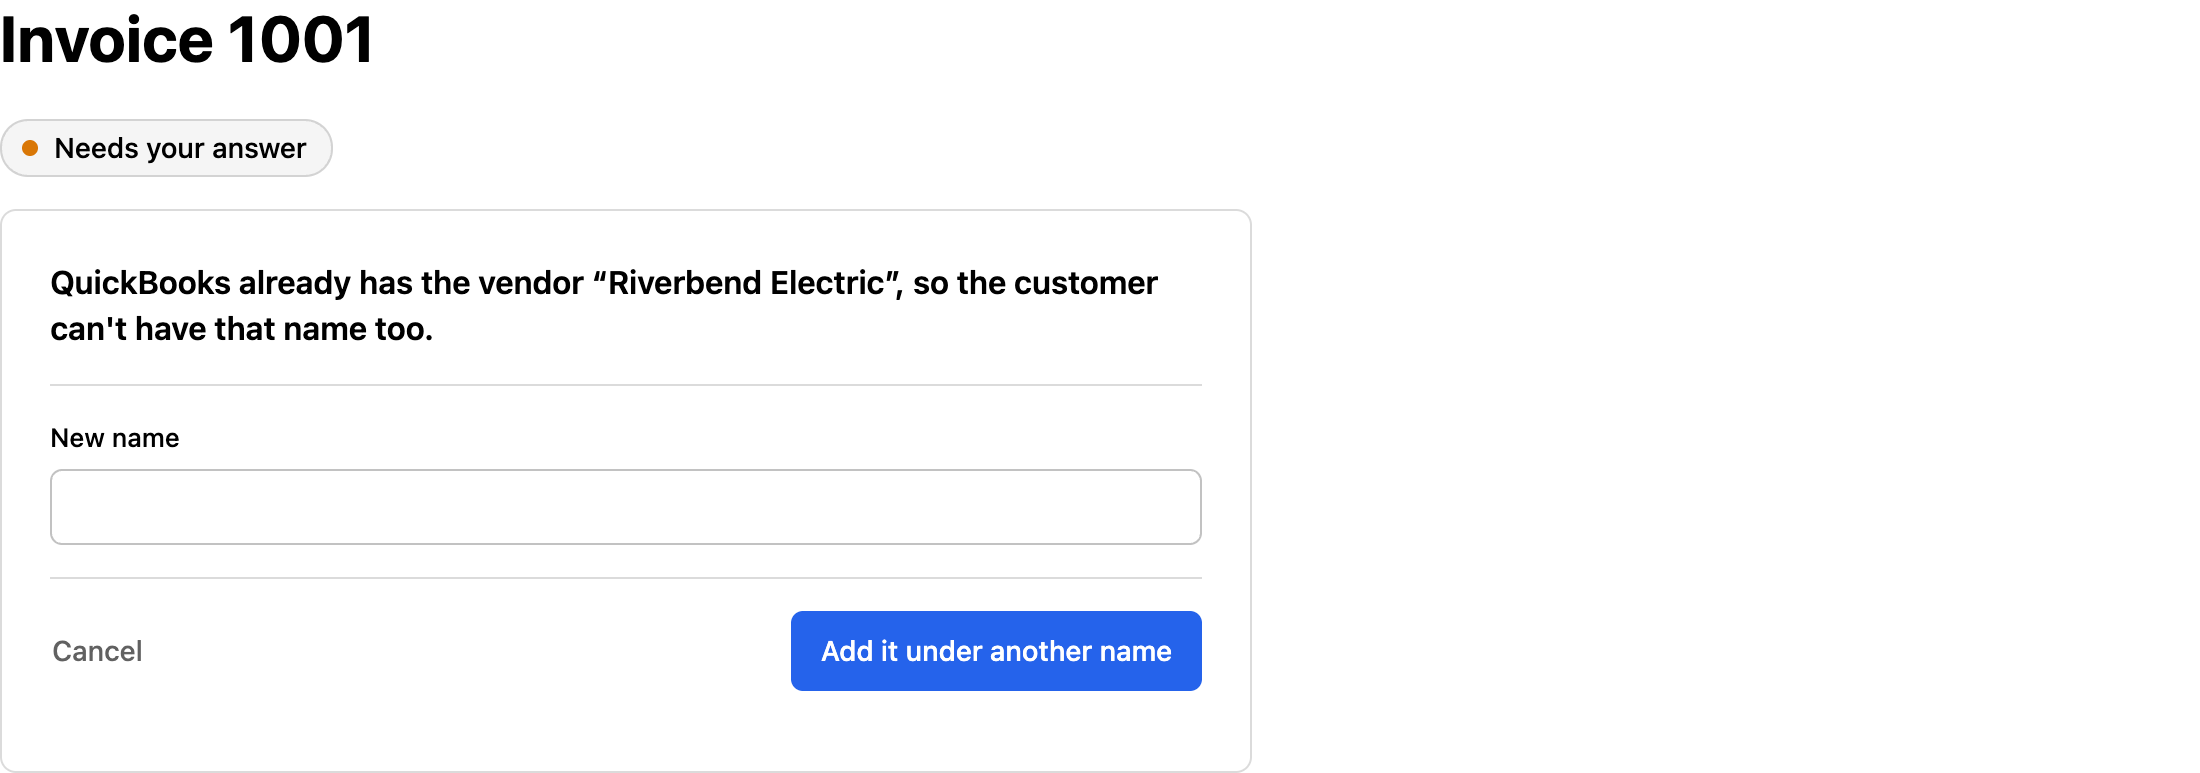 Invoice 1001
Needs your answer
QuickBooks already has the vendor “Riverbend Electric”, so the customer
can't have that name too.
New name
Cancel
Add it under another name